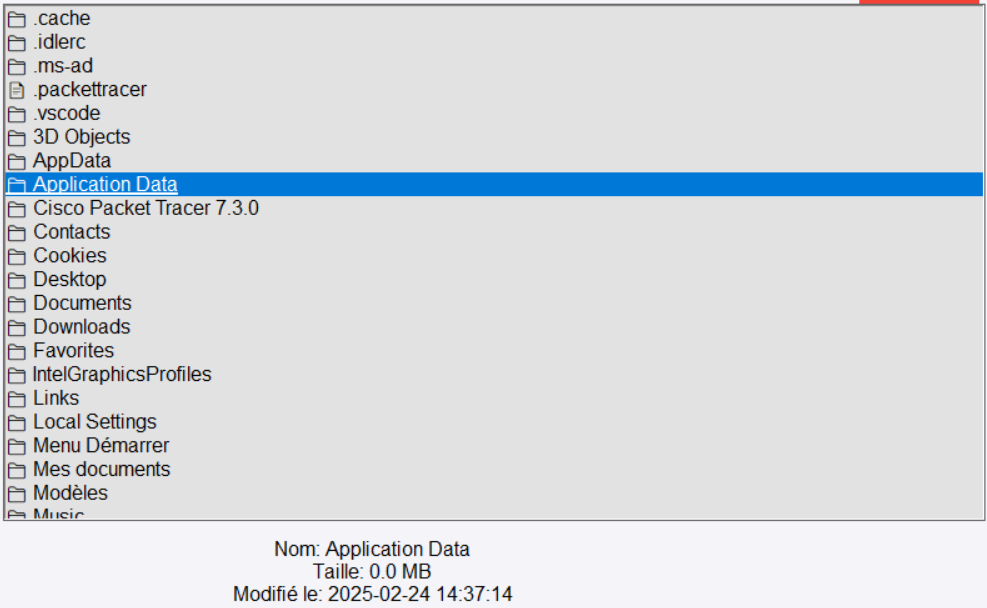 .cache
.idlerc
.ms-ad
.packettracer
.vscode
3D Objects
AppData
Application Data
Cisco Packet Tracer 7.3.0
Contacts
Cookies
Desktop
Documents
Downloads
Favorites
IntelGraphicsProfiles
Links
Local Settings
Menu Démarrer
Mes documents
Modèles
Music
Nom: Application Data
Taille: 0.0 MB
Modifié le: 2025-02-24 14:37:14